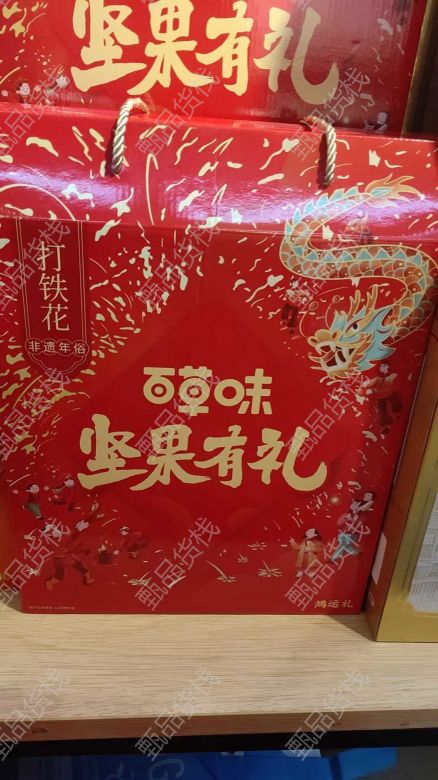 坚果有礼
打铁花
非遗年俗
百草味
坚果有礼
鸿运礼
甄品货栈